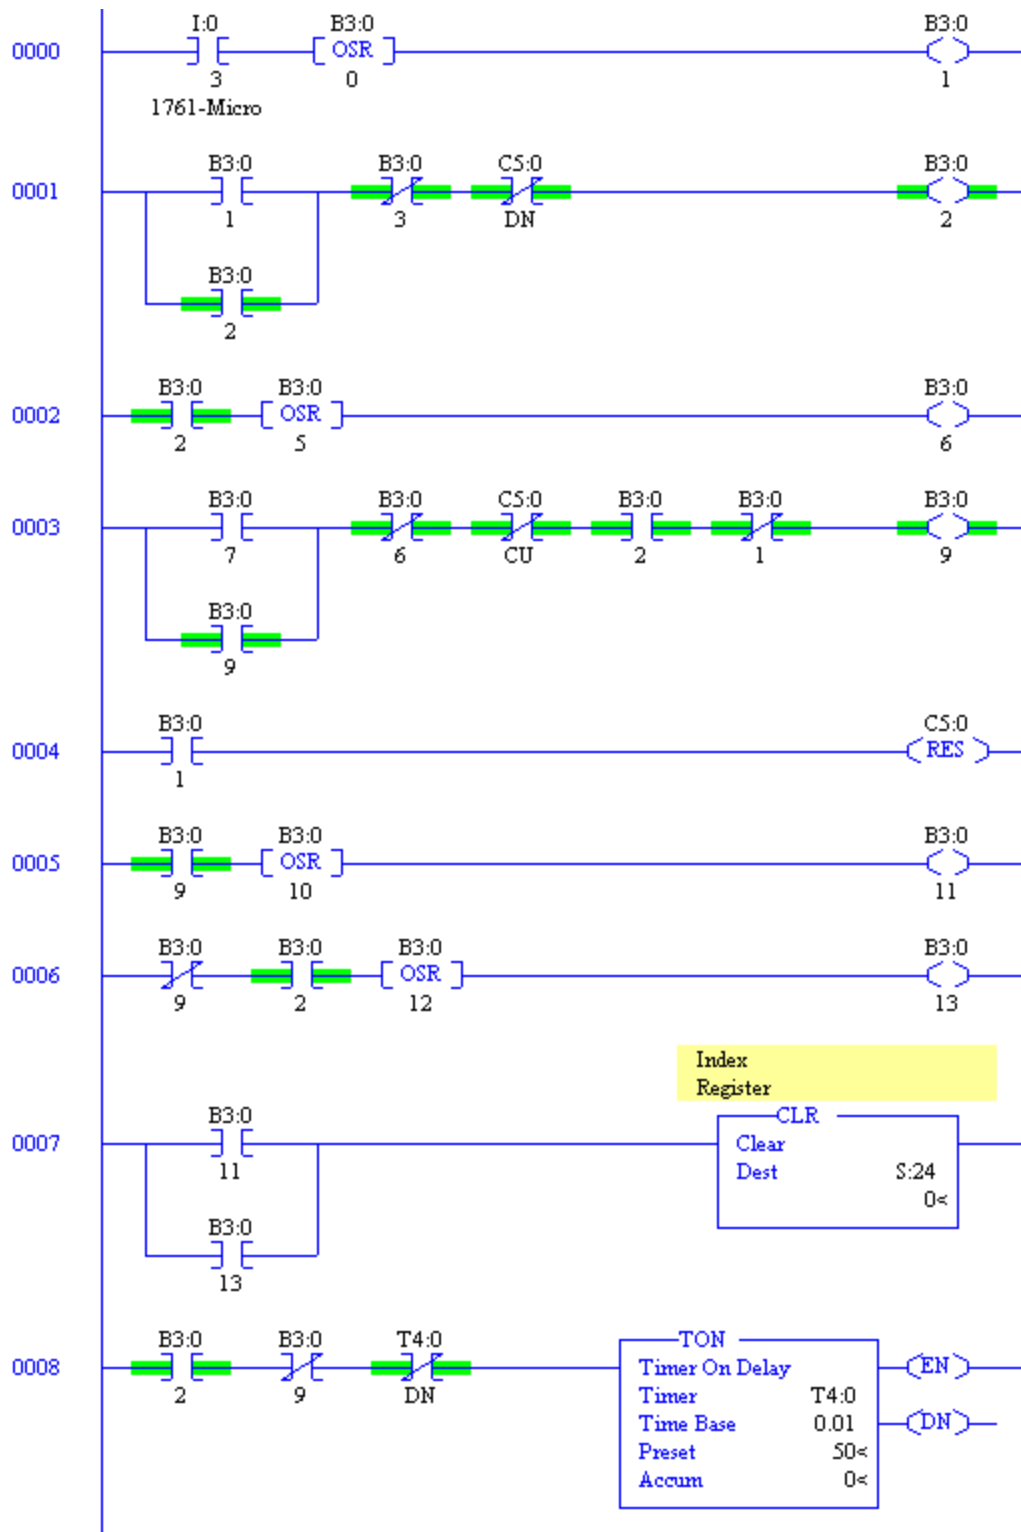 I:0 B3:0 B3:0
0000 OSR
3 0 1
1761-Micro
B3:0 B3:0 C5:0 B3:0
0001
1 3 DN 2
B3:0
2
B3:0 B3:0 B3:0
0002 OSR
2 5 6
B3:0 B3:0 C5:0 B3:0 B3:0 B3:0
0003
7 6 CU 2 1 9
B3:0
9
B3:0 C5:0
0004 RES
1
B3:0 B3:0 B3:0
0005 OSR
9 10 11
B3:0 B3:0 B3:0 B3:0
0006 OSR
9 2 12 13
Index
Register
B3:0 CLR
0007 Clear
11 Dest S:24
0<
B3:0
13
B3:0 B3:0 T4:0 TON
0008 Timer On Delay EN
2 9 DN Timer T4:0
Time Base 0.01 DN
Preset 50<
Accum 0<